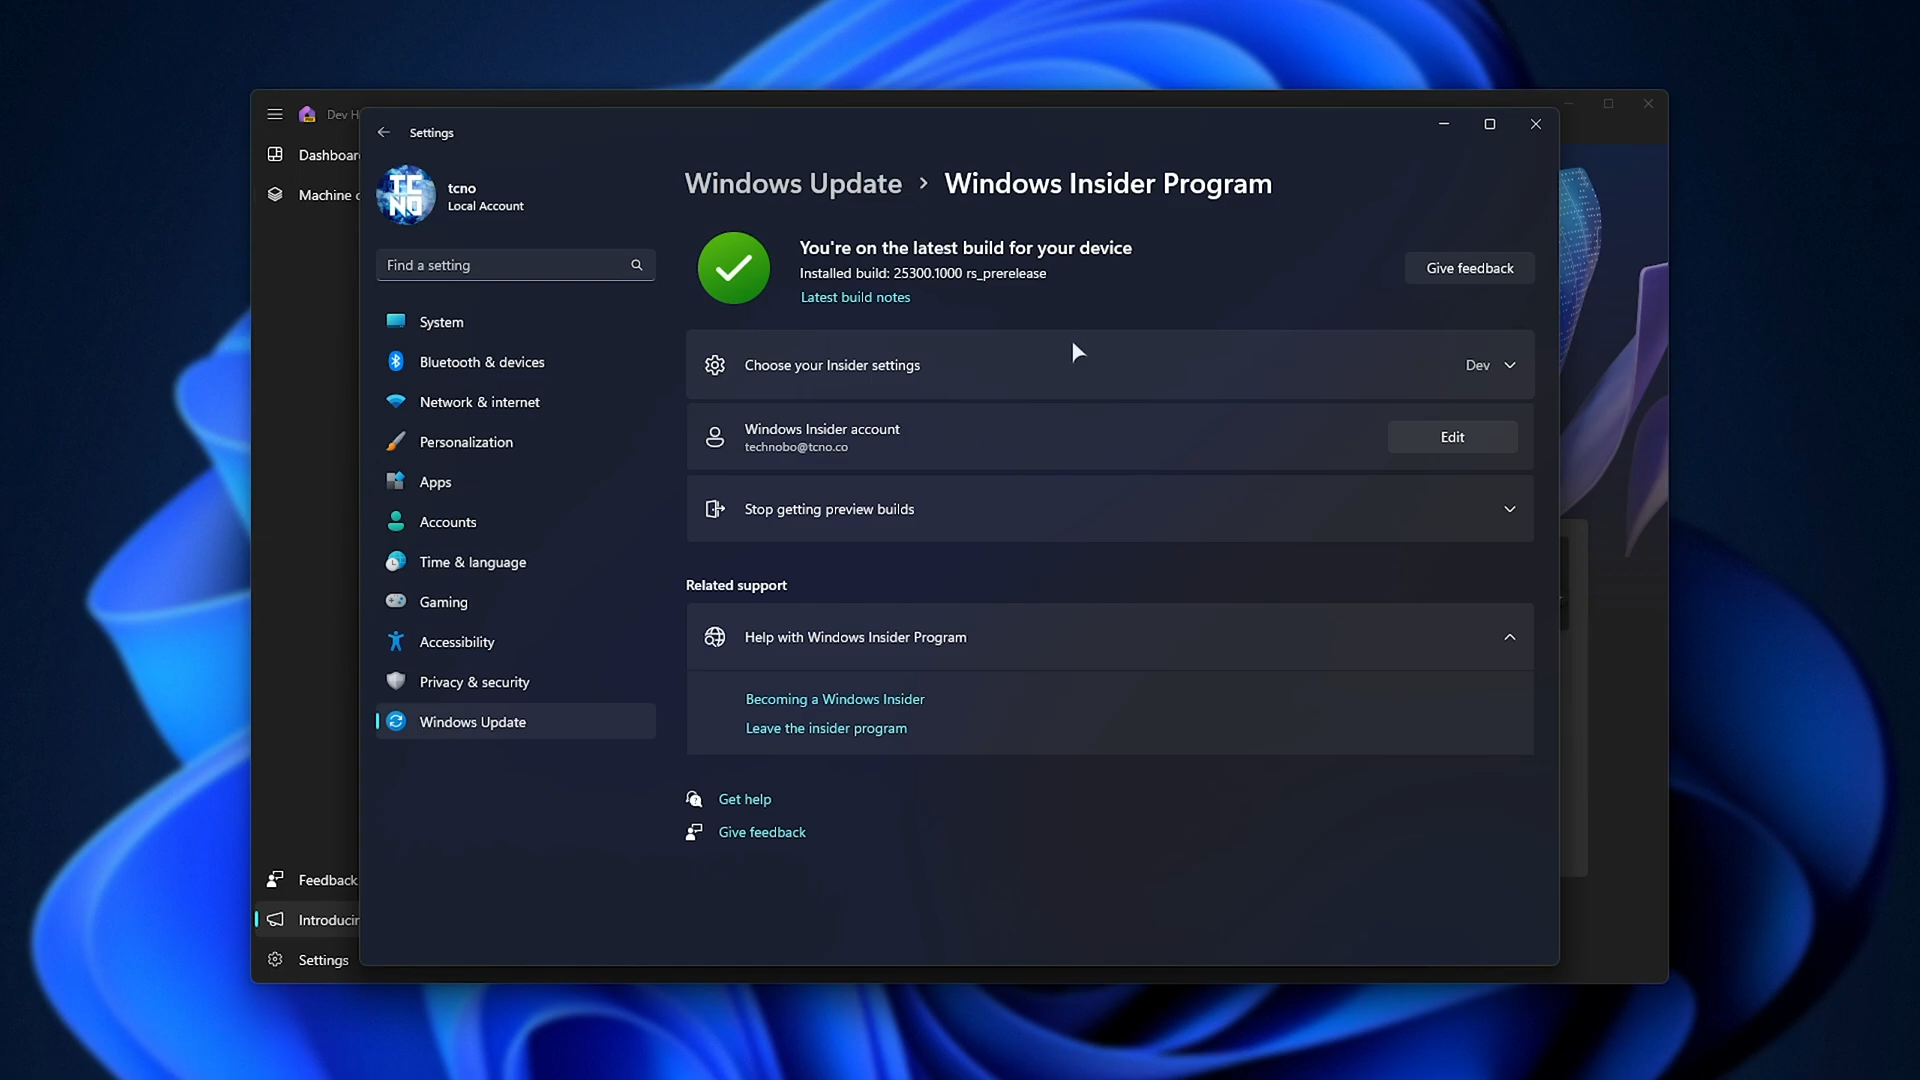 Dev H
Dashboar
Machine c
Feedback
Introducin
Settings
Settings
TC
NO
tcno
Local Account
Find a setting
System
Bluetooth & devices
Network & internet
Personalization
Apps
Accounts
Time & language
Gaming
Accessibility
Privacy & security
Windows Update
Windows Update > Windows Insider Program
You're on the latest build for your device
Installed build: 25300.1000 rs_prerelease
Latest build notes
Give feedback
Choose your Insider settings
Dev
Windows Insider account
technobo@tcno.co
Edit
Stop getting preview builds
Related support
Help with Windows Insider Program
Becoming a Windows Insider
Leave the insider program
Get help
Give feedback